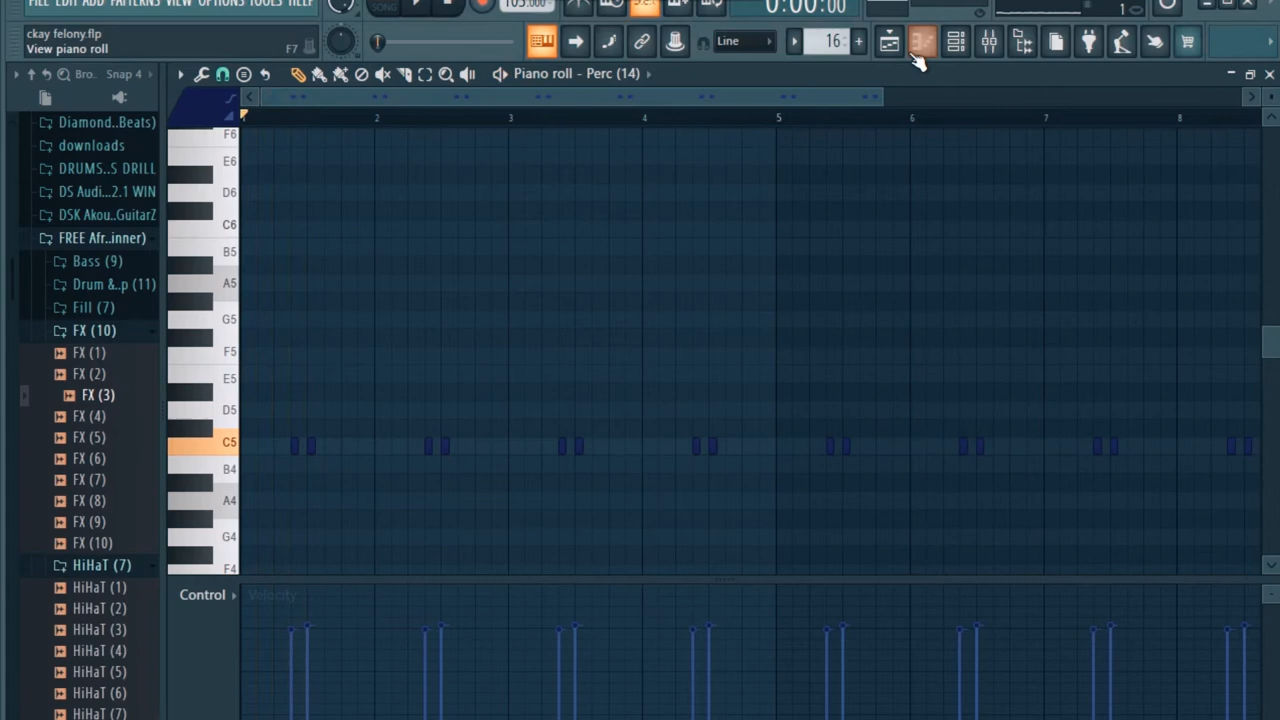 FILE EDIT ADD PATTERNS VIEW OPTIONS TOOLS HELP
SONG
105.000
0:00:00
1
ckay felony.flp
View piano roll
F7
Line
16
Bro..
Snap 4
Piano roll - Perc (14)
Diamond..Beats)
downloads
DRUMS..S DRILL
DS Audi...2.1 WIN
DSK Akou..GuitarZ
FREE Afr..inner)
Bass (9)
Drum &..p (11)
Fill (7)
FX (10)
FX (1)
FX (2)
FX (3)
FX (4)
FX (5)
FX (6)
FX (7)
FX (8)
FX (9)
FX (10)
HiHaT (7)
HiHaT (1)
HiHaT (2)
HiHaT (3)
HiHaT (4)
HiHaT (5)
HiHaT (6)
HiHaT (7)
2 3 4 5 6 7 8
F6
E6
D6
C6
B5
A5
G5
F5
E5
D5
C5
B4
A4
G4
F4
Control
Velocity